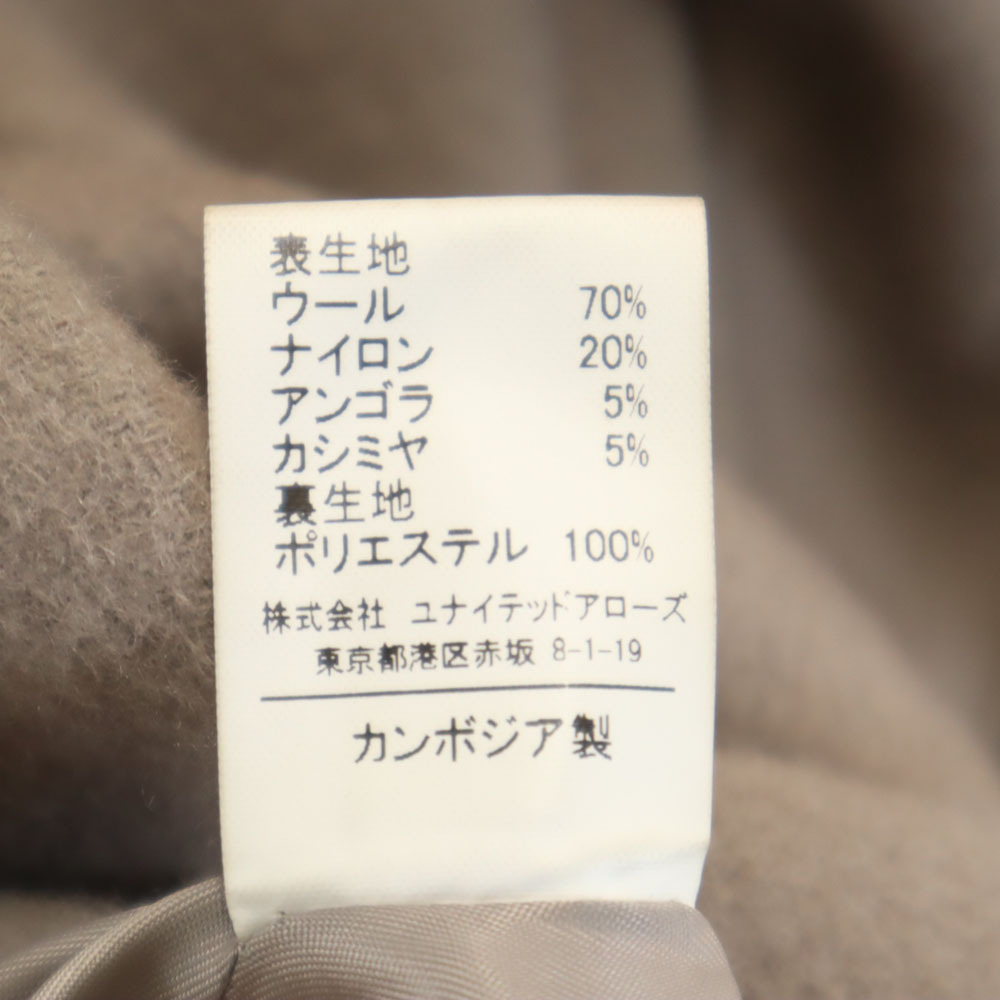 表生地
ウール 70%
ナイロン 20%
アンゴラ 5%
カシミヤ 5%
裏生地
ポリエステル 100%
株式会社 ユナイテッドアローズ
東京都港区赤坂 8-1-19
カンボジア製